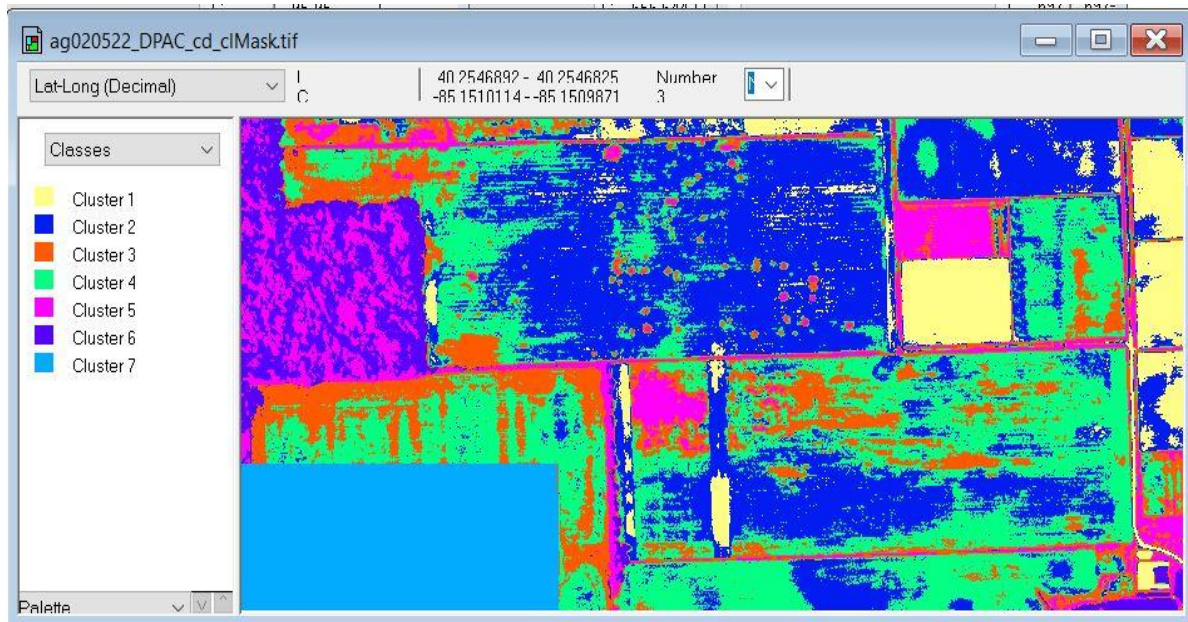 ag020522_DPAC_cd_clMask.tif
Lat-Long (Decimal)
L
C
40.2546892 - 40.2546825
-85.1510114 - -85.1509871
Number
3
Classes
Cluster 1
Cluster 2
Cluster 3
Cluster 4
Cluster 5
Cluster 6
Cluster 7
Palette